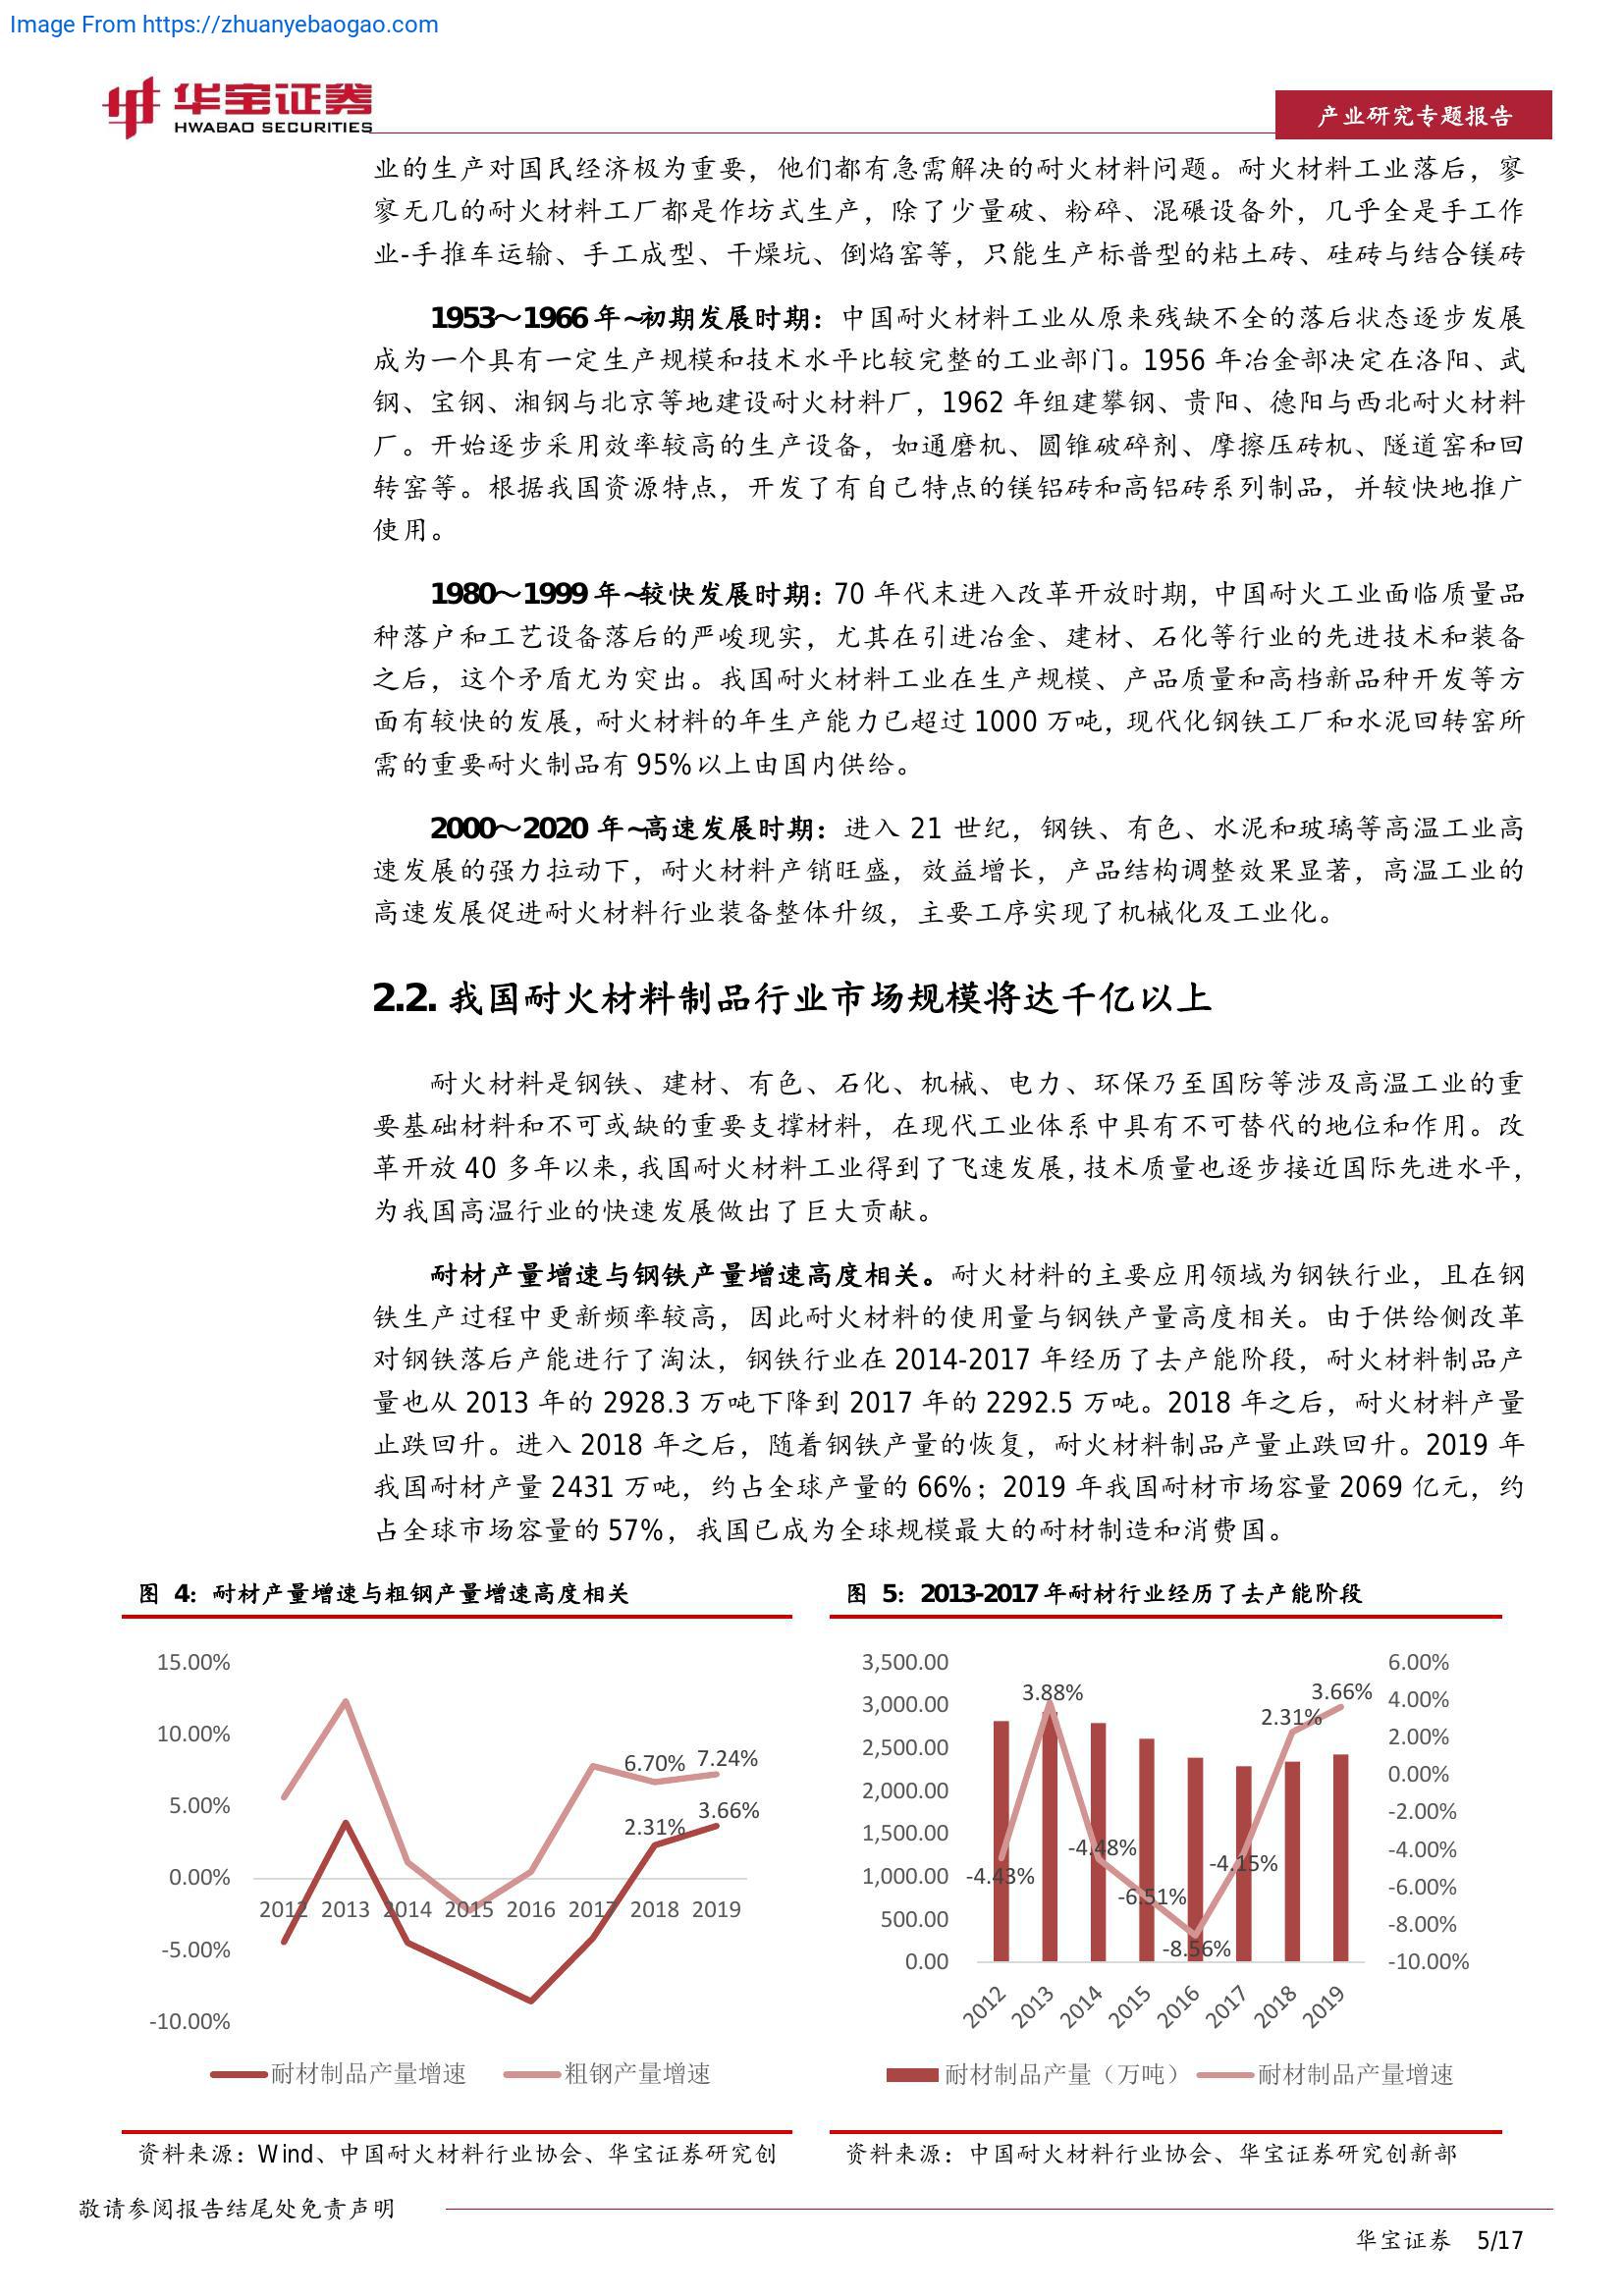 Image From https://zhuanyebaogao.com
华宝证券
HWABAO SECURITIES
产业研究专题报告
业的生产对国民经济极为重要，他们都有急需解决的耐火材料问题。耐火材料工业落后，寥
寥无几的耐火材料工厂都是作坊式生产，除了少量破、粉碎、混碾设备外，几乎全是手工作
业-手推车运输、手工成型、干燥坑、倒焰窑等，只能生产标普型的粘土砖、硅砖与结合镁砖
1953～1966 年~初期发展时期：中国耐火材料工业从原来残缺不全的落后状态逐步发展
成为一个具有一定生产规模和技术水平比较完整的工业部门。1956 年冶金部决定在洛阳、武
钢、宝钢、湘钢与北京等地建设耐火材料厂，1962 年组建攀钢、贵阳、德阳与西北耐火材料
厂。开始逐步采用效率较高的生产设备，如通磨机、圆锥破碎剂、摩擦压砖机、隧道窑和回
转窑等。根据我国资源特点，开发了有自己特点的镁铝砖和高铝砖系列制品，并较快地推广
使用。
1980～1999 年~较快发展时期：70 年代末进入改革开放时期，中国耐火工业面临质量品
种落户和工艺设备落后的严峻现实，尤其在引进冶金、建材、石化等行业的先进技术和装备
之后，这个矛盾尤为突出。我国耐火材料工业在生产规模、产品质量和高档新品种开发等方
面有较快的发展，耐火材料的年生产能力已超过 1000 万吨，现代化钢铁工厂和水泥回转窑所
需的重要耐火制品有 95%以上由国内供给。
2000～2020 年~高速发展时期：进入 21 世纪，钢铁、有色、水泥和玻璃等高温工业高
速发展的强力拉动下，耐火材料产销旺盛，效益增长，产品结构调整效果显著，高温工业的
高速发展促进耐火材料行业装备整体升级，主要工序实现了机械化及工业化。
2.2. 我国耐火材料制品行业市场规模将达千亿以上
耐火材料是钢铁、建材、有色、石化、机械、电力、环保乃至国防等涉及高温工业的重
要基础材料和不可或缺的重要支撑材料，在现代工业体系中具有不可替代的地位和作用。改
革开放 40 多年以来，我国耐火材料工业得到了飞速发展，技术质量也逐步接近国际先进水平，
为我国高温行业的快速发展做出了巨大贡献。
耐材产量增速与钢铁产量增速高度相关。耐火材料的主要应用领域为钢铁行业，且在钢
铁生产过程中更新频率较高，因此耐火材料的使用量与钢铁产量高度相关。由于供给侧改革
对钢铁落后产能进行了淘汰，钢铁行业在 2014-2017 年经历了去产能阶段，耐火材料制品产
量也从 2013 年的 2928.3 万吨下降到 2017 年的 2292.5 万吨。2018 年之后，耐火材料产量
止跌回升。进入 2018 年之后，随着钢铁产量的恢复，耐火材料制品产量止跌回升。2019 年
我国耐材产量 2431 万吨，约占全球产量的 66%；2019 年我国耐材市场容量 2069 亿元，约
占全球市场容量的 57%，我国已成为全球规模最大的耐材制造和消费国。
图 4：耐材产量增速与粗钢产量增速高度相关
15.00%
10.00%
5.00%
0.00%
-5.00%
-10.00%
6.70% 7.24%
2.31% 3.66%
2012 2013 2014 2015 2016 2017 2018 2019
耐材制品产量增速 粗钢产量增速
资料来源：Wind、中国耐火材料行业协会、华宝证券研究创
图 5：2013-2017 年耐材行业经历了去产能阶段
3,500.00
3,000.00
2,500.00
2,000.00
1,500.00
1,000.00
500.00
0.00
-4.43%
3.88%
-4.48%
-6.51%
-8.56%
-4.15%
2.31%
3.66%
6.00%
4.00%
2.00%
0.00%
-2.00%
-4.00%
-6.00%
-8.00%
-10.00%
2012 2013 2014 2015 2016 2017 2018 2019
耐材制品产量（万吨） 耐材制品产量增速
资料来源：中国耐火材料行业协会、华宝证券研究创新部
敬请参阅报告结尾处免责声明
华宝证券 5/17